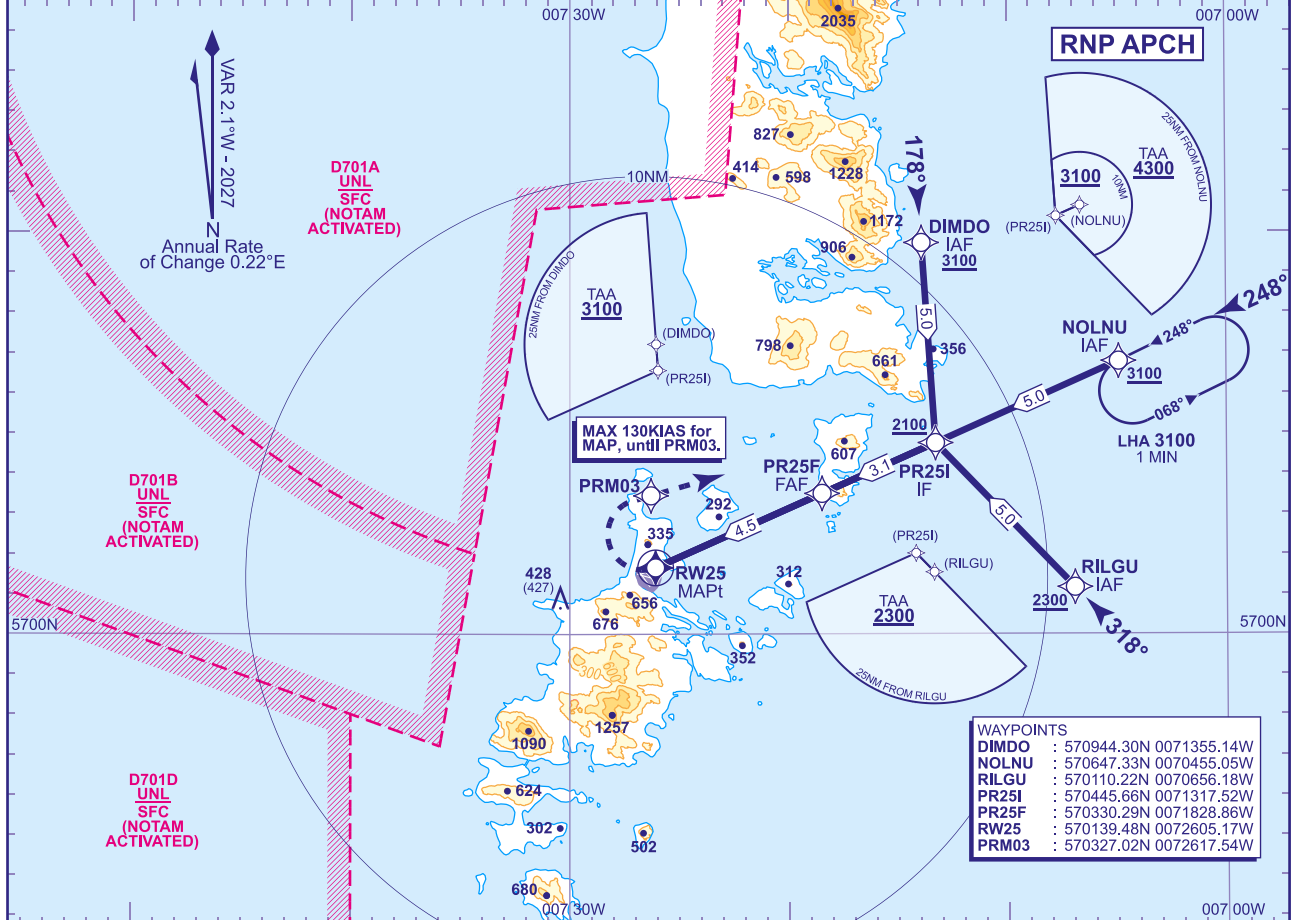 007 30W
007 00W
2035
RNP APCH
VAR 2.1°W - 2027
N
Annual Rate
of Change 0.22°E
D701A
UNL
SFC
(NOTAM
ACTIVATED)
827
414
598
1228
1172
906
10NM
178°
DIMDO
IAF
3100
25NM FROM NOLNU
TAA
4300
3100
10NM
(PR25I)
(NOLNU)
25NM FROM DIMDO
TAA
3100
(DIMDO)
(PR25I)
5.0
356
798
661
248°
248°
NOLNU
IAF
3100
068°
LHA 3100
1 MIN
5.0
MAX 130KIAS for
MAP, until PRM03.
2100
PR25I
IF
607
3.1
PR25F
FAF
PRM03
292
4.5
335
RW25
MAPt
D701B
UNL
SFC
(NOTAM
ACTIVATED)
5.0
(PR25I)
(RILGU)
TAA
2300
25NM FROM RILGU
RILGU
IAF
2300
318°
312
428
(427)
656
676
5700N
5700N
352
300
1257
1090
624
302
502
680
D701D
UNL
SFC
(NOTAM
ACTIVATED)
WAYPOINTS
DIMDO : 570944.30N 0071355.14W
NOLNU : 570647.33N 0070455.05W
RILGU : 570110.22N 0070656.18W
PR25I : 570445.66N 0071317.52W
PR25F : 570330.29N 0071828.86W
RW25 : 570139.48N 0072605.17W
PRM03 : 570327.02N 0072617.54W
007 30W
007 00W